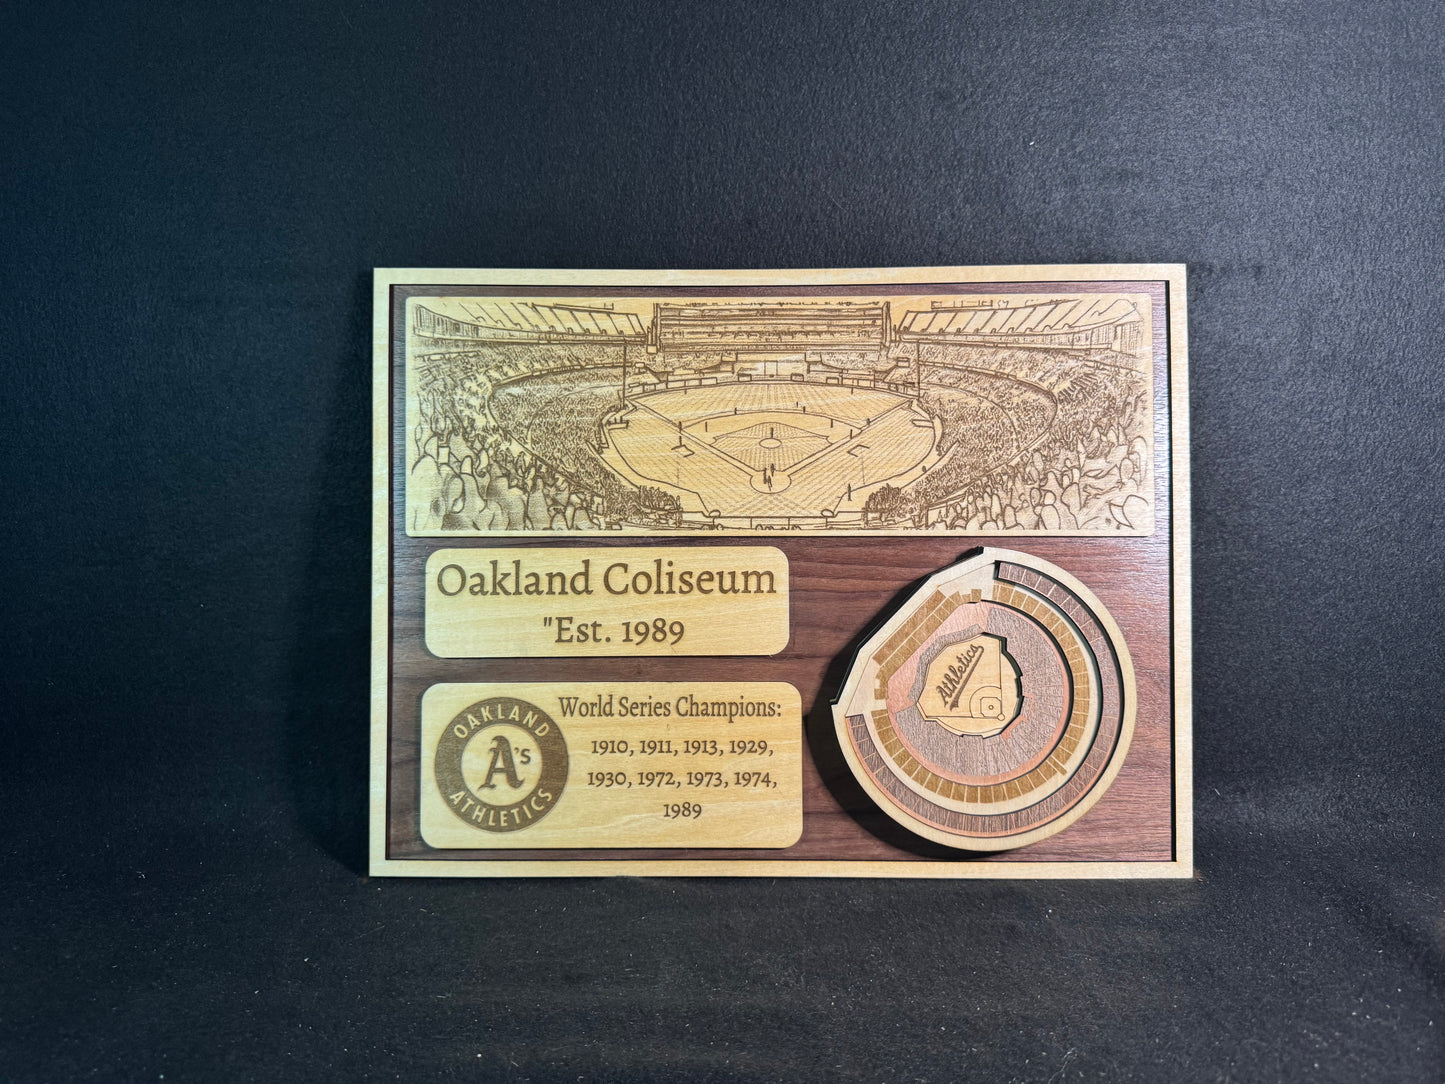 Oakland Coliseum
"Est. 1989
World Series Champions:
1910, 1911, 1913, 1929,
1930, 1972, 1973, 1974,
1989
OAKLAND
A's
ATHLETICS
Athletics